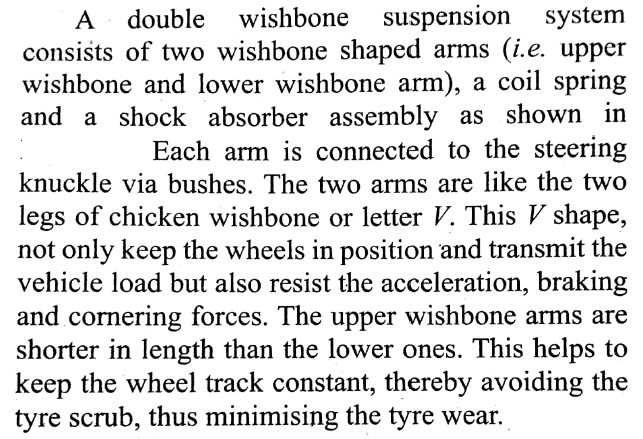 A double wishbone suspension system
consists of two wishbone shaped arms (i.e. upper
wishbone and lower wishbone arm), a coil spring
and a shock absorber assembly as shown in
Each arm is connected to the steering
knuckle via bushes. The two arms are like the two
legs of chicken wishbone or letter V. This V shape,
not only keep the wheels in position and transmit the
vehicle load but also resist the acceleration, braking
and cornering forces. The upper wishbone arms are
shorter in length than the lower ones. This helps to
keep the wheel track constant, thereby avoiding the
tyre scrub, thus minimising the tyre wear.